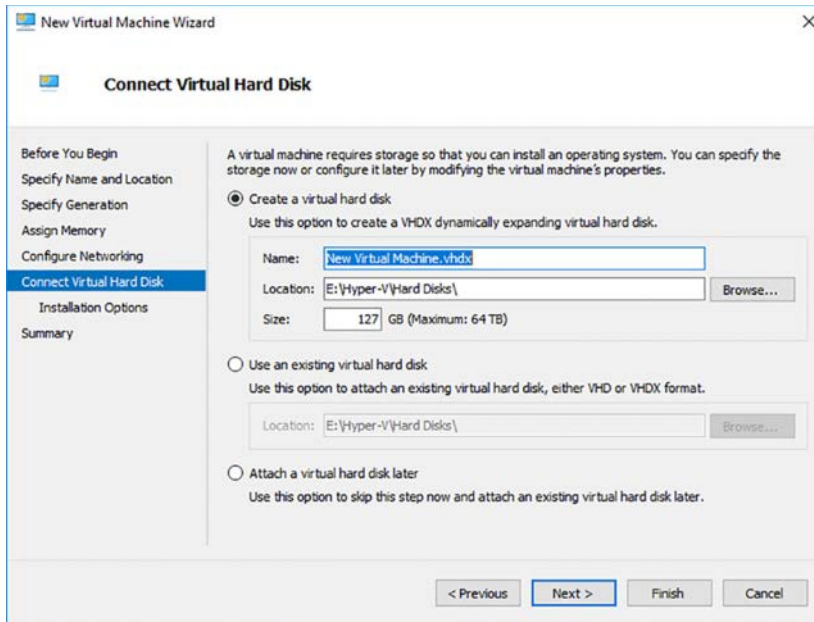 New Virtual Machine Wizard
Connect Virtual Hard Disk
Before You Begin
Specify Name and Location
Specify Generation
Assign Memory
Configure Networking
Connect Virtual Hard Disk
Installation Options
Summary
A virtual machine requires storage so that you can install an operating system. You can specify the
storage now or configure it later by modifying the virtual machine's properties.
Create a virtual hard disk
Use this option to create a VHDX dynamically expanding virtual hard disk.
Name: New Virtual Machine.vhdx
Location: E:\Hyper-V\Hard Disks\ Browse...
Size: 127 GB (Maximum: 64 TB)
Use an existing virtual hard disk
Use this option to attach an existing virtual hard disk, either VHD or VHDX format.
Location: E:\Hyper-V\Hard Disks\ Browse...
Attach a virtual hard disk later
Use this option to skip this step now and attach an existing virtual hard disk later.
< Previous Next > Finish Cancel